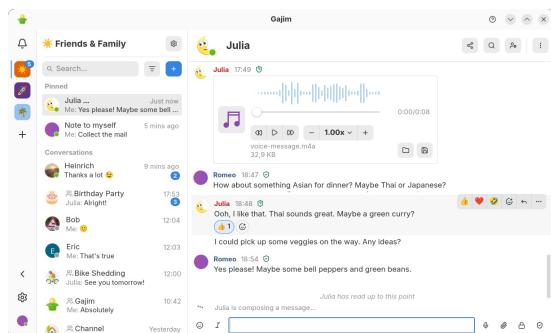 Gajim
Friends & Family
Julia
5
Search...
Pinned
Julia ...
Just now
Me: Yes please! Maybe some bell ...
Note to myself
5 mins ago
Me: Collect the mail
Conversations
Heinrich
9 mins ago
Thanks a lot 😉
2
Birthday Party
17:53
Julia: Alright!
3
Bob
12:04
Me: 🙂
E
Eric
12:03
Me: That's true
Bike Shedding
12:00
Julia: See you tomorrow!
Gajim
10:42
Me: Absolutely
Channel
Yesterday
Julia 17:49
0:00/0:08
1.00x
voice-message.m4a
32,9 KB
Romeo 18:47
How about something Asian for dinner? Maybe Thai or Japanese?
Julia 18:48
Ooh, I like that. Thai sounds great. Maybe a green curry?
👍 1
I could pick up some veggies on the way. Any ideas?
Romeo 18:54
Yes please! Maybe some bell peppers and green beans.
Julia has read up to this point
Julia is composing a message...